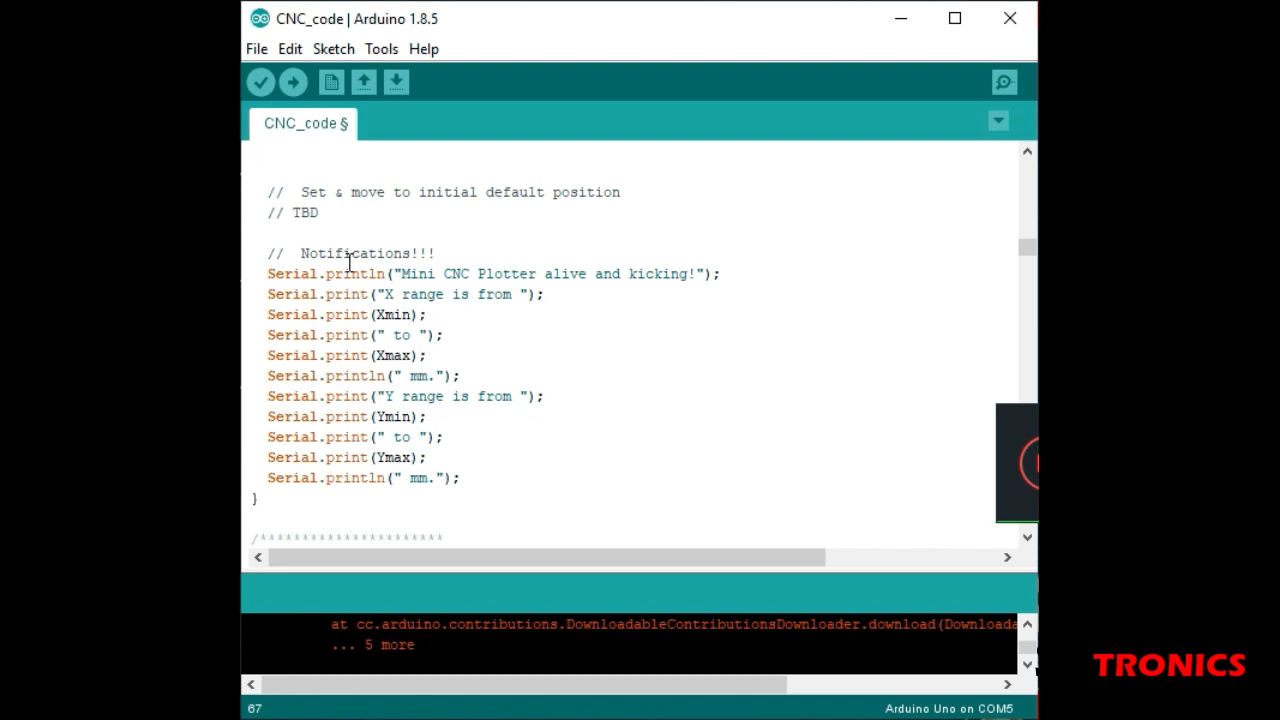 CNC_code | Arduino 1.8.5
File Edit Sketch Tools Help
CNC_code §
//  Set & move to initial default position
// TBD
//  Notifications!!!
Serial.println("Mini CNC Plotter alive and kicking!");
Serial.print("X range is from ");
Serial.print(Xmin);
Serial.print(" to ");
Serial.print(Xmax);
Serial.println(" mm.");
Serial.print("Y range is from ");
Serial.print(Ymin);
Serial.print(" to ");
Serial.print(Ymax);
Serial.println(" mm.");
}
/**********************
at cc.arduino.contributions.DownloadableContributionsDownloader.download(Downloada
... 5 more
TRONICS
67
Arduino Uno on COM5